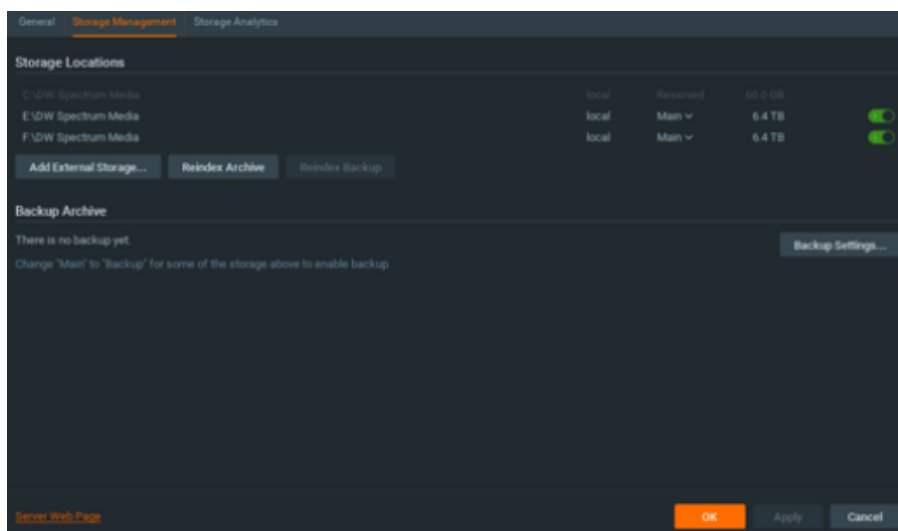 General Storage Management Storage Analytics
Storage Locations
C:\DW Spectrum Media local Reserved 60.0 GB
E:\DW Spectrum Media local Main 6.4 TB
F:\DW Spectrum Media local Main 6.4 TB
Add External Storage... Reindex Archive Reindex Backup
Backup Archive
There is no backup yet.
Backup Settings...
Change "Main" to "Backup" for some of the storage above to enable backup.
Server Web Page OK Apply Cancel